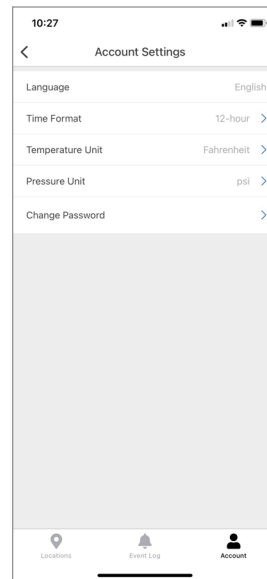 10:27
Account Settings
Language English
Time Format 12-hour
Temperature Unit Fahrenheit
Pressure Unit psi
Change Password
Locations Event Log Account